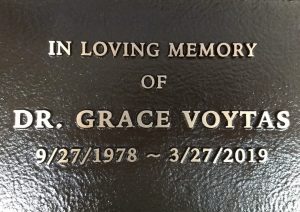 IN LOVING MEMORY
OF
DR. GRACE VOYTAS
9/27/1978 ~ 3/27/2019